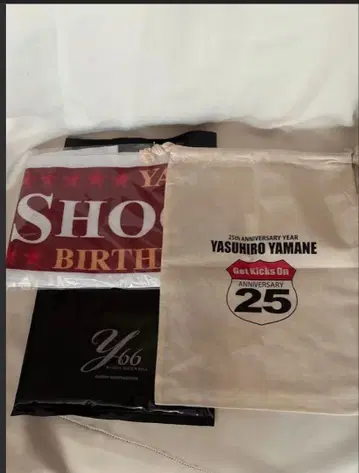 YA
SHO
BIRTH
25th ANNIVERSARY YEAR
YASUHIRO YAMANE
Get Kicks On
ANNIVERSARY
25
y66